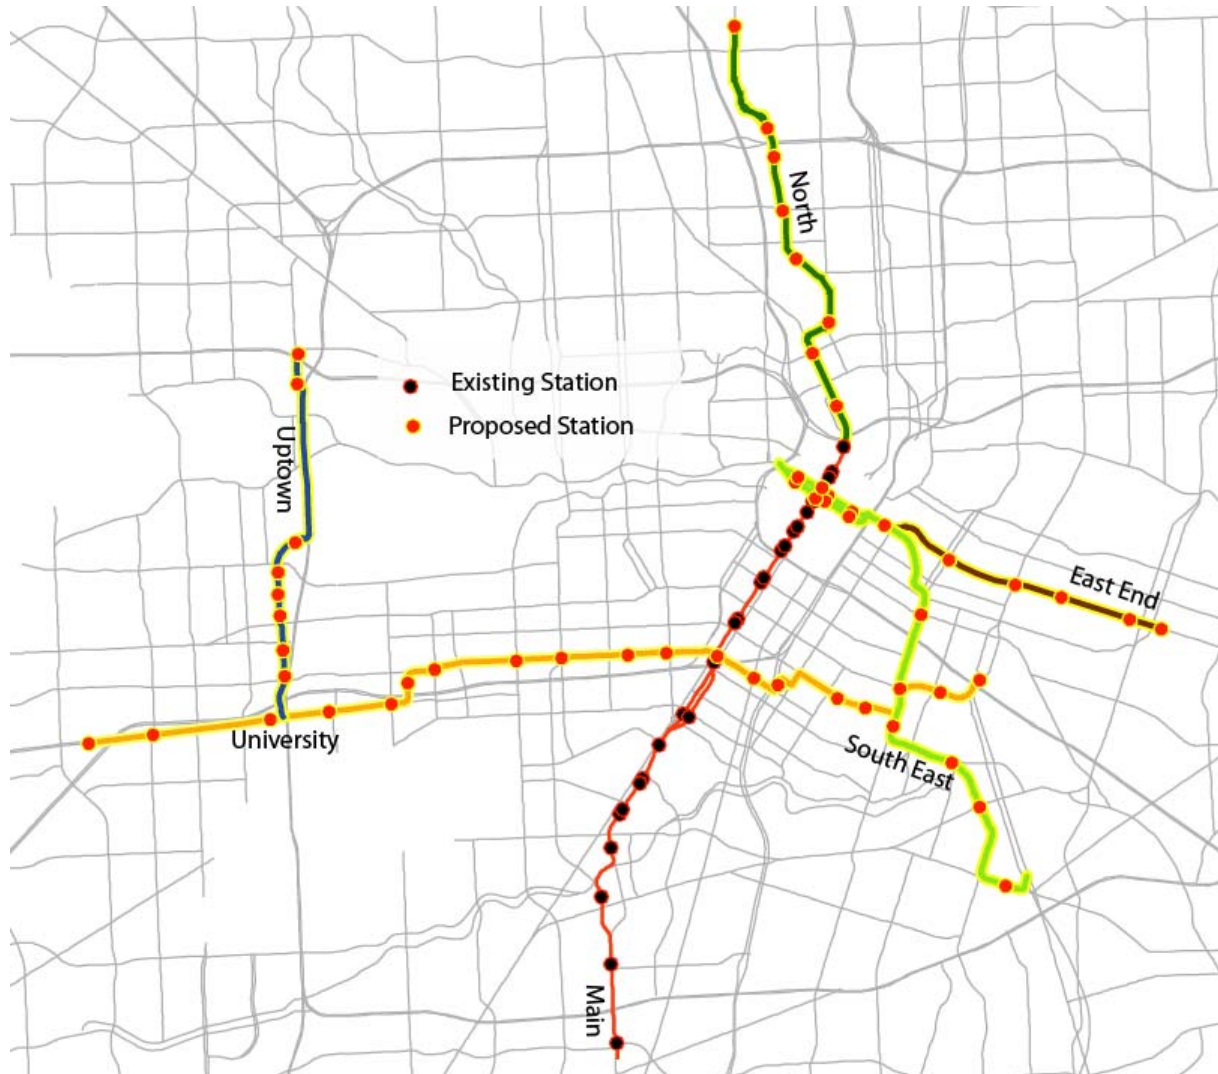 North
Existing Station
Proposed Station
Uptown
East End
University
South East
Main